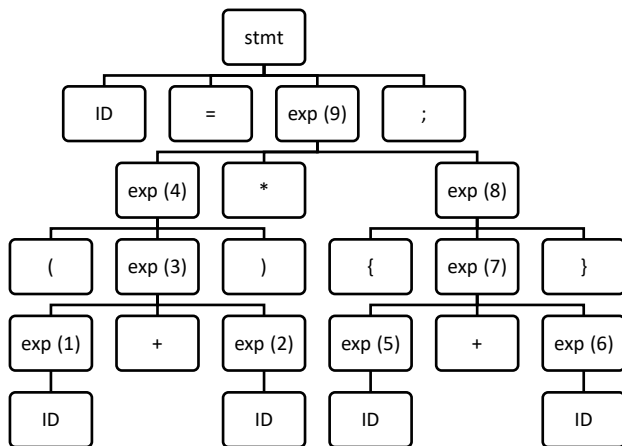 stmt
ID = exp (9) ;
exp (4) * exp (8)
( exp (3) ) { exp (7) }
exp (1) + exp (2) exp (5) + exp (6)
ID ID ID ID